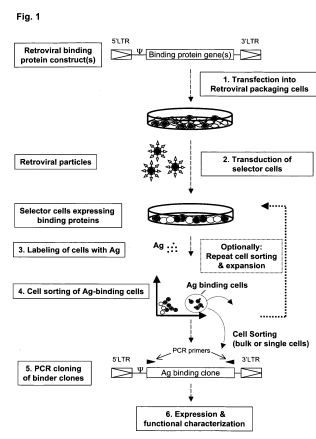 Fig. 1
5'LTR
3'LTR
Retroviral binding
protein construct(s)
Ψ
Binding protein gene(s)
1. Transfection into
Retroviral packaging cells
Retroviral particles
2. Transduction of
selector cells
Selector cells expressing
binding proteins
3. Labeling of cells with Ag
Ag
Optionally:
Repeat cell sorting
& expansion
4. Cell sorting of Ag-binding cells
Ag binding cells
Cell Sorting
(bulk or single cells)
PCR primers
5'LTR
3'LTR
5. PCR cloning
of binder clones
Ψ
Ag binding clone
6. Expression &
functional characterization